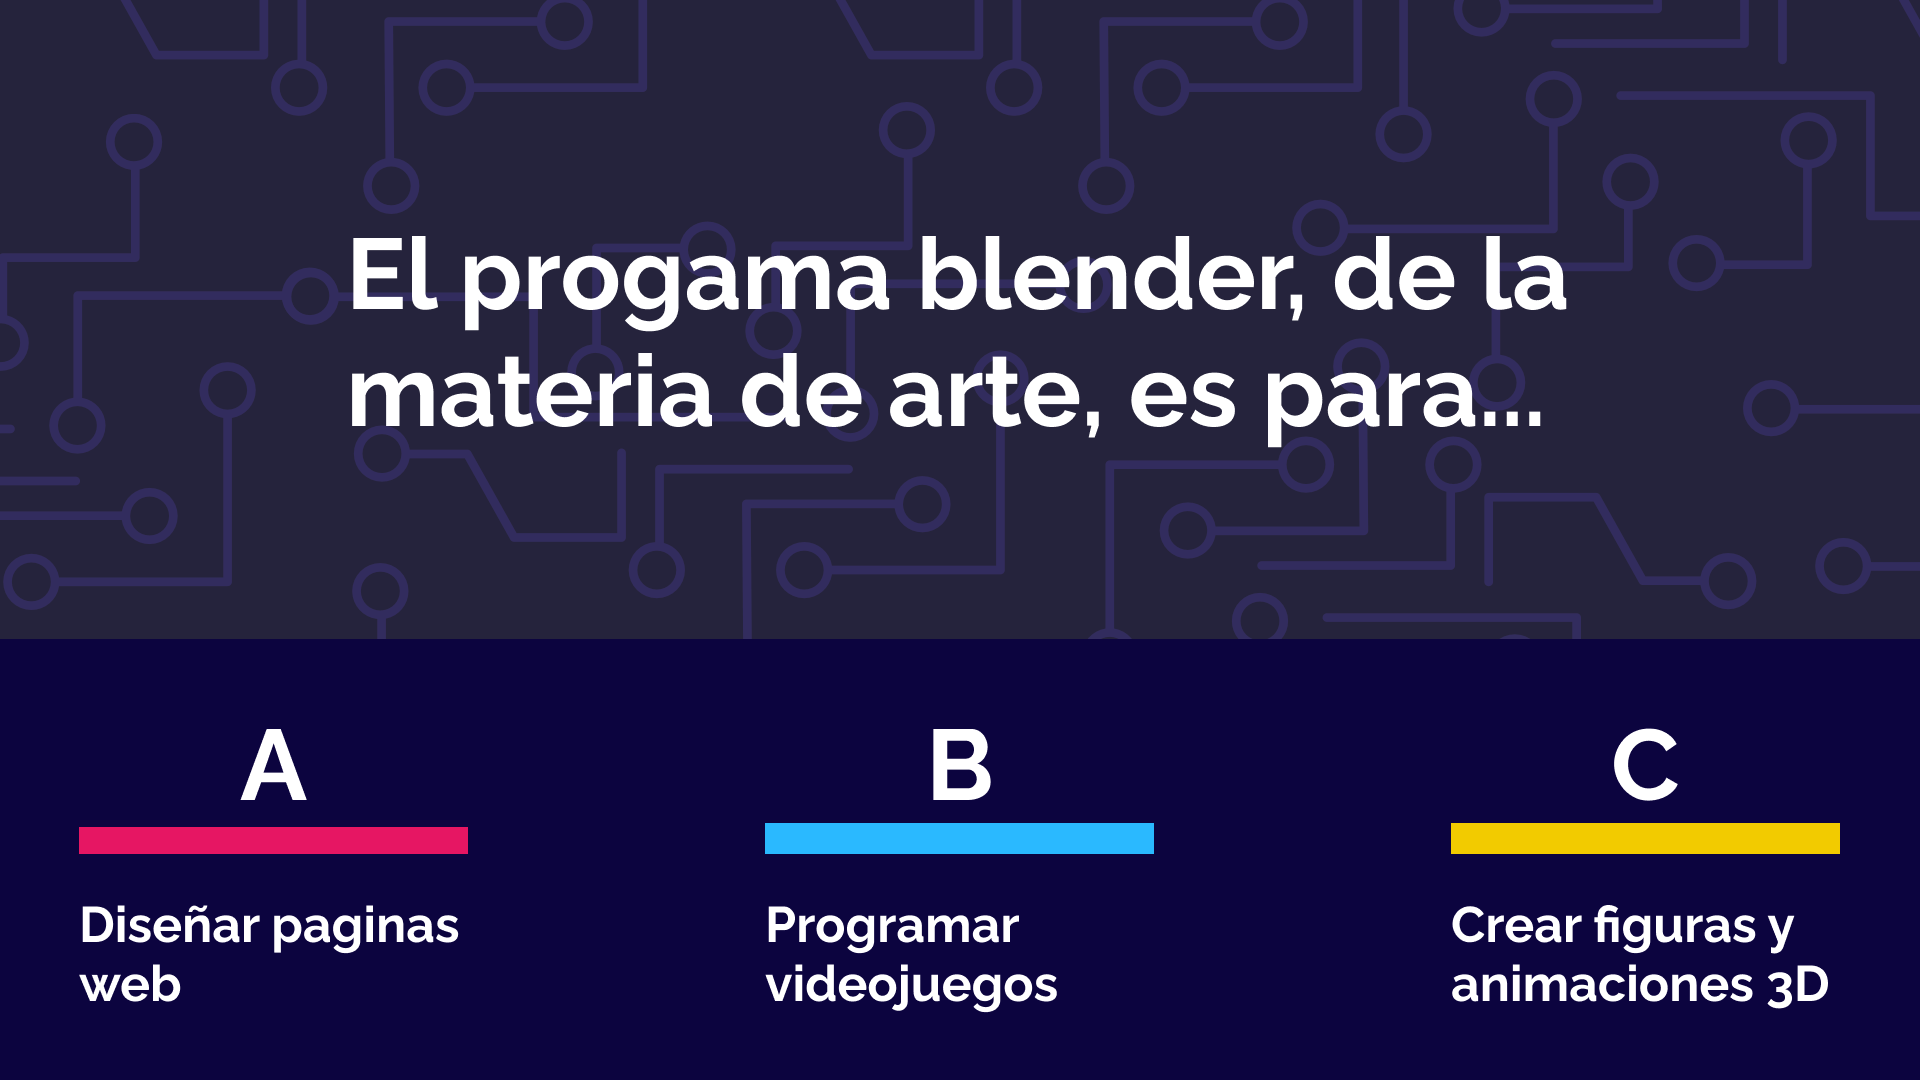 El progama blender, de la
materia de arte, es para...
A
Diseñar paginas
web
B
Programar
videojuegos
C
Crear figuras y
animaciones 3D